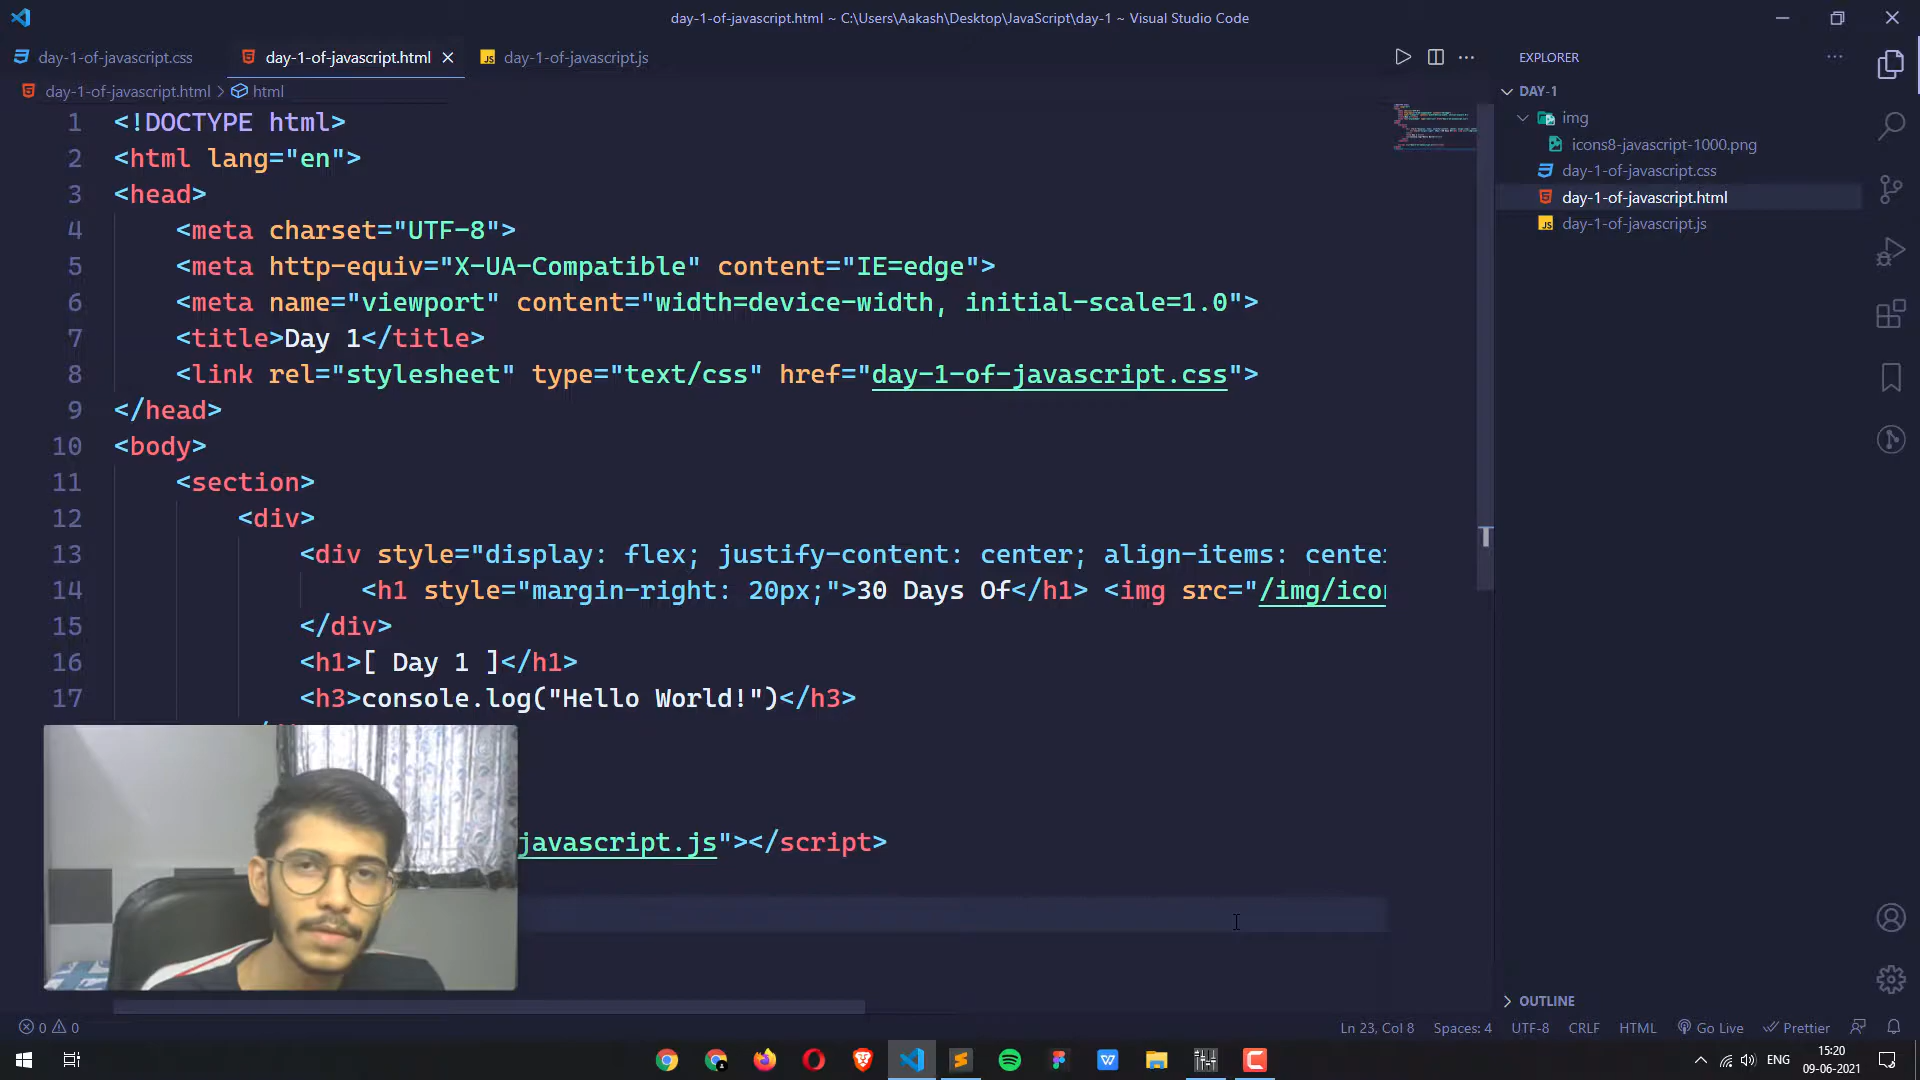 day-1-of-javascript.html ~ C:\Users\Aakash\Desktop\JavaScript\day-1 ~ Visual Studio Code
day-1-of-javascript.css
day-1-of-javascript.html
JS day-1-of-javascript.js
day-1-of-javascript.html > html
1 <!DOCTYPE html>
2 <html lang="en">
3 <head>
4 <meta charset="UTF-8">
5 <meta http-equiv="X-UA-Compatible" content="IE=edge">
6 <meta name="viewport" content="width=device-width, initial-scale=1.0">
7 <title>Day 1</title>
8 <link rel="stylesheet" type="text/css" href="day-1-of-javascript.css">
9 </head>
10 <body>
11 <section>
12 <div>
13 <div style="display: flex; justify-content: center; align-items: center
14 <h1 style="margin-right: 20px;">30 Days Of</h1> <img src="/img/icon
15 </div>
16 <h1>[ Day 1 ]</h1>
17 <h3>console.log("Hello World!")</h3>
javascript.js"></script>
EXPLORER
DAY-1
img
icons8-javascript-1000.png
day-1-of-javascript.css
day-1-of-javascript.html
JS day-1-of-javascript.js
OUTLINE
0 0
Ln 23, Col 8
Spaces: 4
UTF-8
CRLF
HTML
Go Live
Prettier
ENG
15:20
09-06-2021